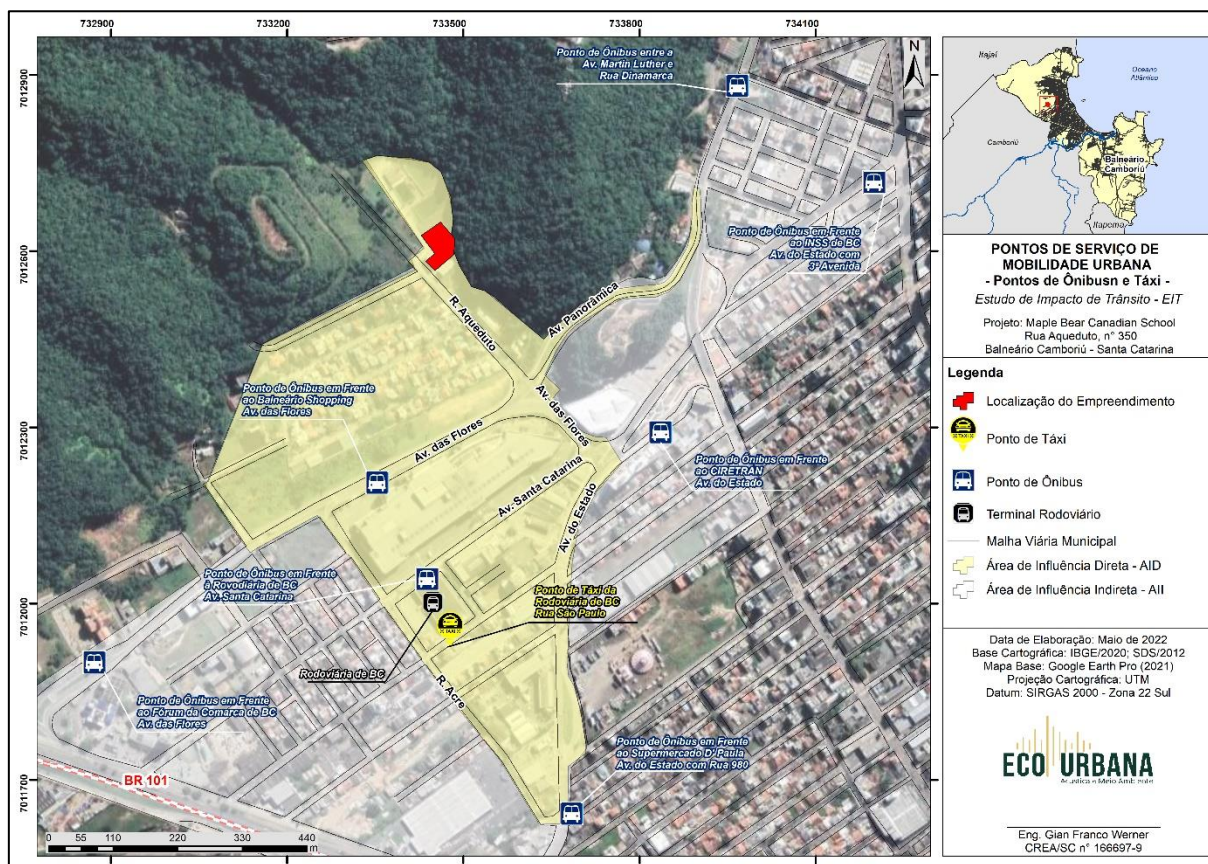 732900
733200
733500
733800
734100
7012900
7012600
7012300
7012000
7011700
N
Ponto de Ônibus entre a
Av. Martin Luther e
Rua Dinamarca
Ponto de Ônibus em Frente
ao INSS de BC
Av. do Estado com
3ª Avenida
R. Aqueduto
Av. Panorâmica
Ponto de Ônibus em Frente
ao Balneário Shopping
Av. das Flores
Av. das Flores
Av. das Flores
Av. Santa Catarina
Av. do Estado
Ponto de Ônibus em Frente
ao CIRETRAN
Av. do Estado
Ponto de Ônibus em Frente
à Rovodiária de BC
Av. Santa Catarina
Ponto de Táxi da
Rodoviária de BC
Rua São Paulo
TAXI
Rodoviária de BC
R. Acre
Ponto de Ônibus em Frente
ao Fórum da Comarca de BC
Av. das Flores
Ponto de Ônibus em Frente
ao Supermercado D' Paula
Av. do Estado com Rua 980
BR 101
0 55 110 220 330 440
m
Itajaí
Oceano
Atlântico
Camboriú
Balneário
Camboriú
Itapema
PONTOS DE SERVIÇO DE
MOBILIDADE URBANA
- Pontos de Ônibusn e Táxi -
Estudo de Impacto de Trânsito - EIT
Projeto: Maple Bear Canadian School
Rua Aqueduto, n° 350
Balneário Camboriú - Santa Catarina
Legenda
Localização do Empreendimento
TAXI
Ponto de Táxi
Ponto de Ônibus
Terminal Rodoviário
Malha Viária Municipal
Área de Influência Direta - AID
Área de Influência Indireta - AII
Data de Elaboração: Maio de 2022
Base Cartográfica: IBGE/2020; SDS/2012
Mapa Base: Google Earth Pro (2021)
Projeção Cartográfica: UTM
Datum: SIRGAS 2000 - Zona 22 Sul
ECO URBANA
Acústica e Meio Ambiente
Eng. Gian Franco Werner
CREA/SC n° 166697-9